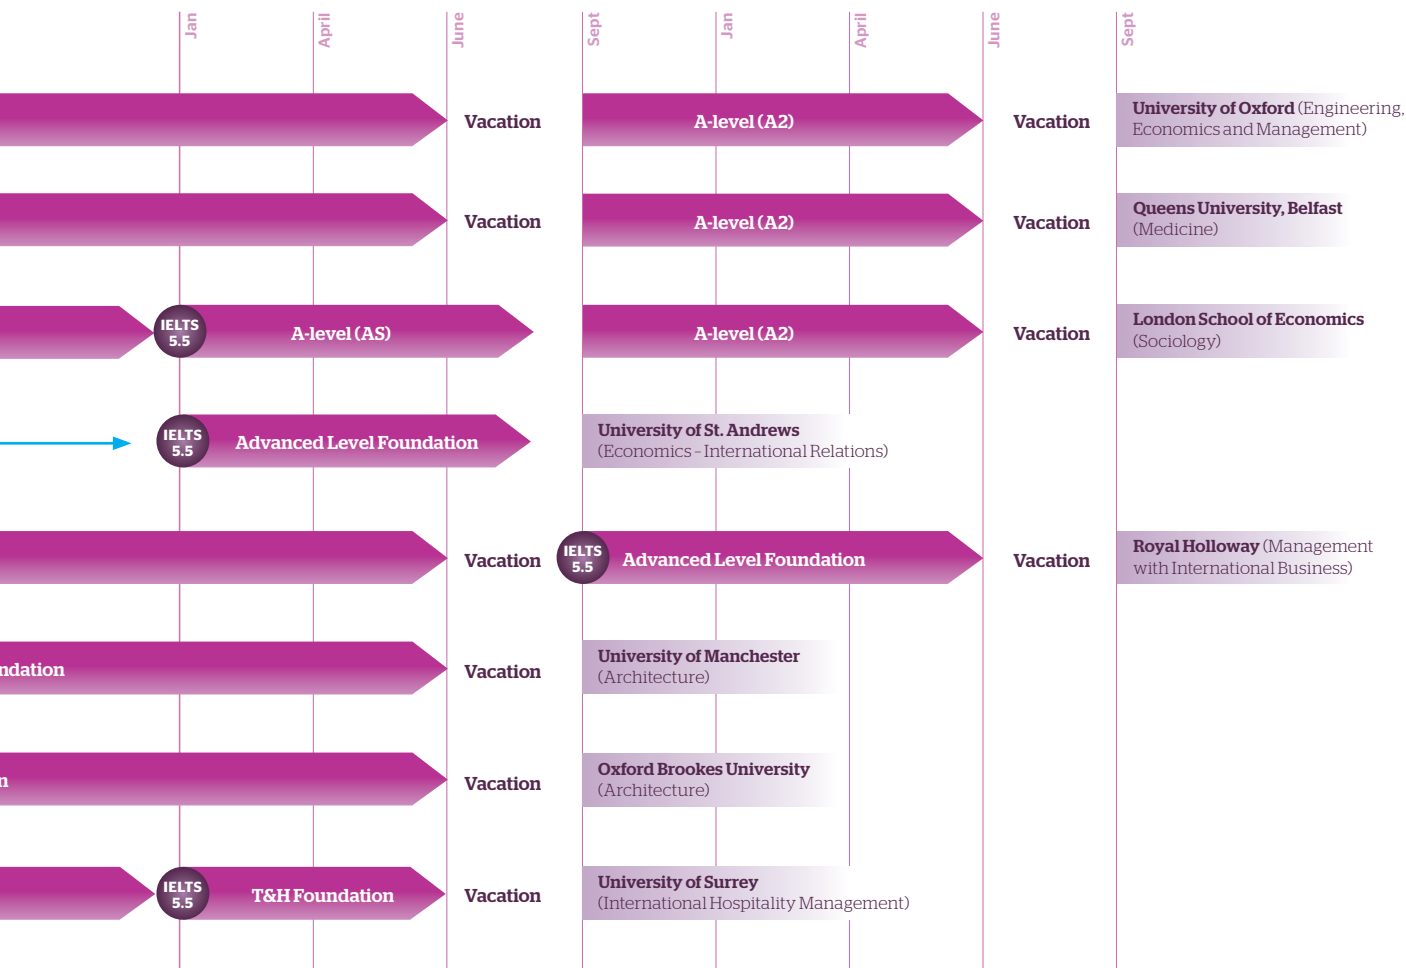 Jan
April
June
Sept
Jan
April
June
Sept
Vacation
A-level (A2)
Vacation
University of Oxford (Engineering,
Economics and Management)
Vacation
A-level (A2)
Vacation
Queens University, Belfast
(Medicine)
IELTS
5.5
A-level (AS)
A-level (A2)
Vacation
London School of Economics
(Sociology)
IELTS
5.5
Advanced Level Foundation
University of St. Andrews
(Economics – International Relations)
Vacation
IELTS
5.5
Advanced Level Foundation
Vacation
Royal Holloway (Management
with International Business)
ndation
Vacation
University of Manchester
(Architecture)
n
Vacation
Oxford Brookes University
(Architecture)
IELTS
5.5
T&H Foundation
Vacation
University of Surrey
(International Hospitality Management)